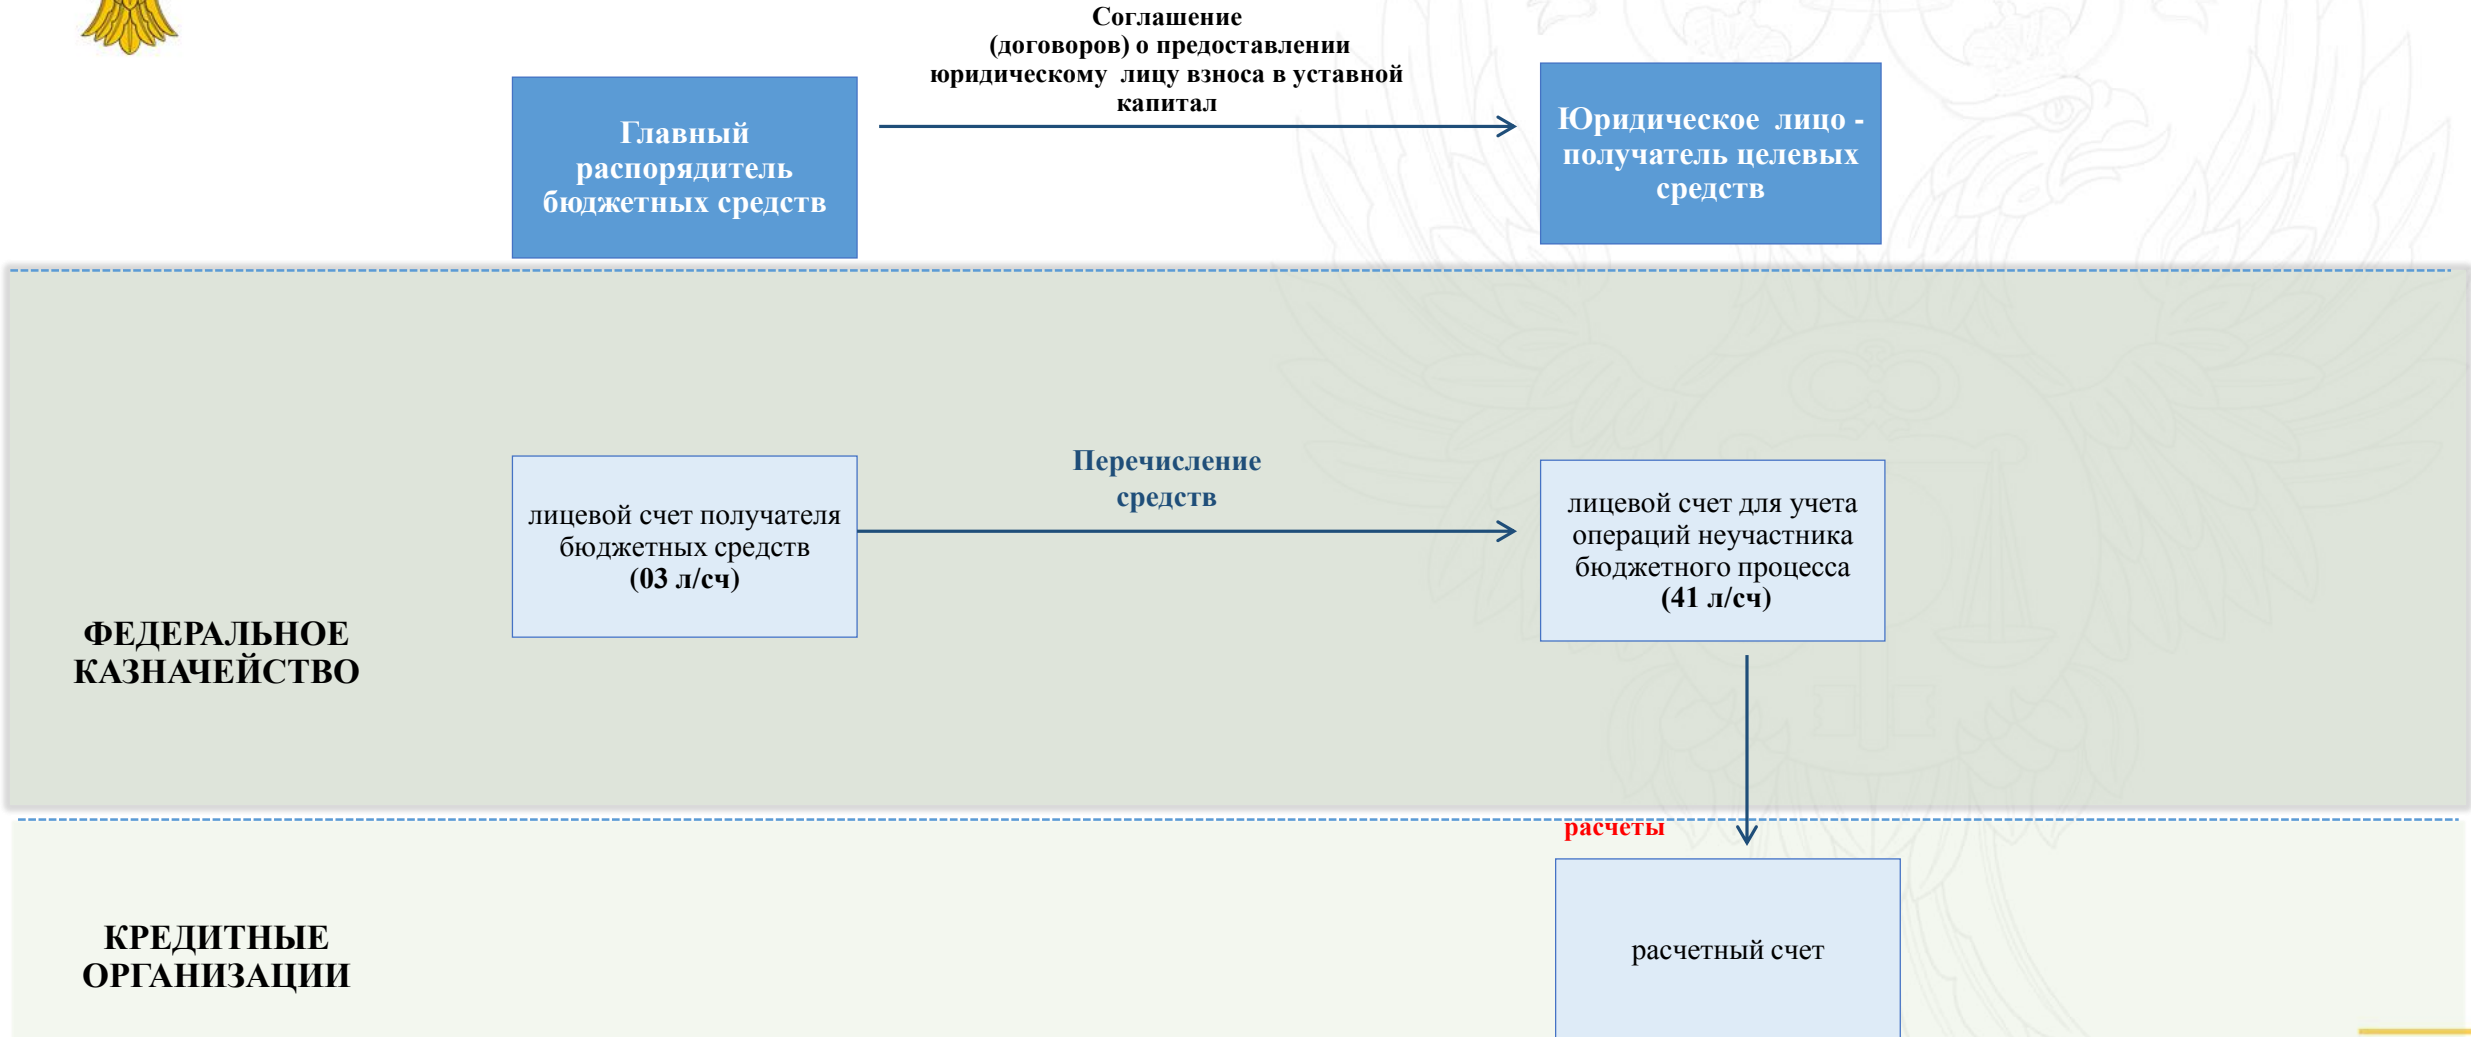 Соглашение
(договоров) о предоставлении
юридическому лицу взноса в уставной
капитал
Главный
распорядитель
бюджетных средств
Юридическое лицо -
получатель целевых
средств
Перечисление
средств
лицевой счет получателя
бюджетных средств
(03 л/сч)
лицевой счет для учета
операций неучастника
бюджетного процесса
(41 л/сч)
ФЕДЕРАЛЬНОЕ
КАЗНАЧЕЙСТВО
расчеты
КРЕДИТНЫЕ
ОРГАНИЗАЦИИ
расчетный счет